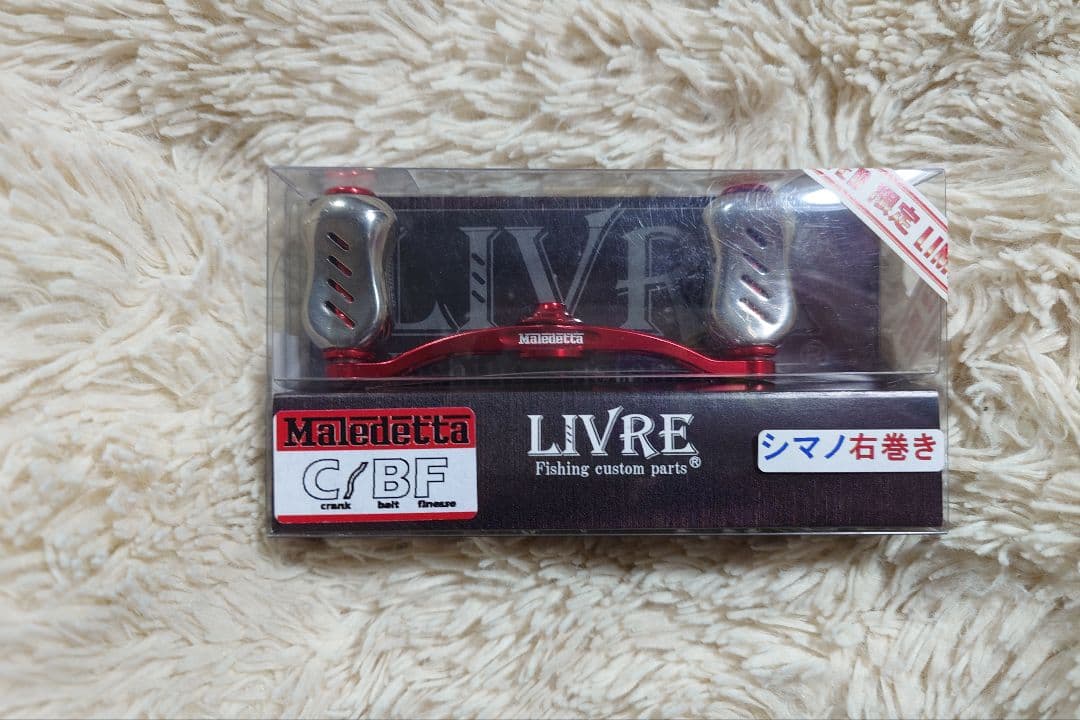 限定 LIM
LIVRE
Maledetta
Maledetta
C/BF
crank bait finesse
LIVRE
Fishing custom parts®
シマノ右巻き